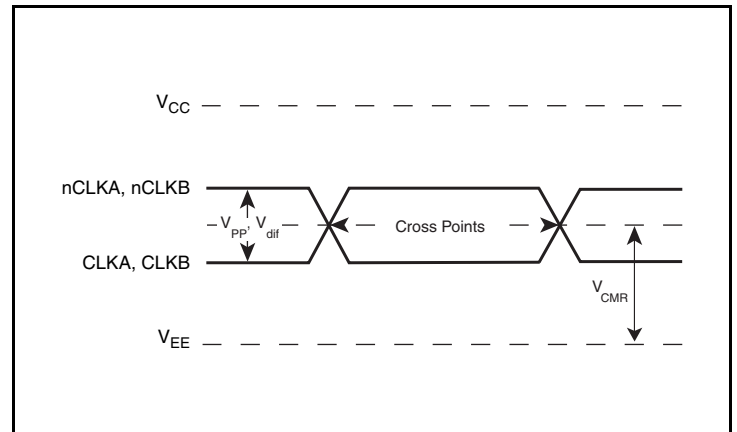 VCC
nCLKA, nCLKB
VPP, Vdif
Cross Points
CLKA, CLKB
VCMR
VEE